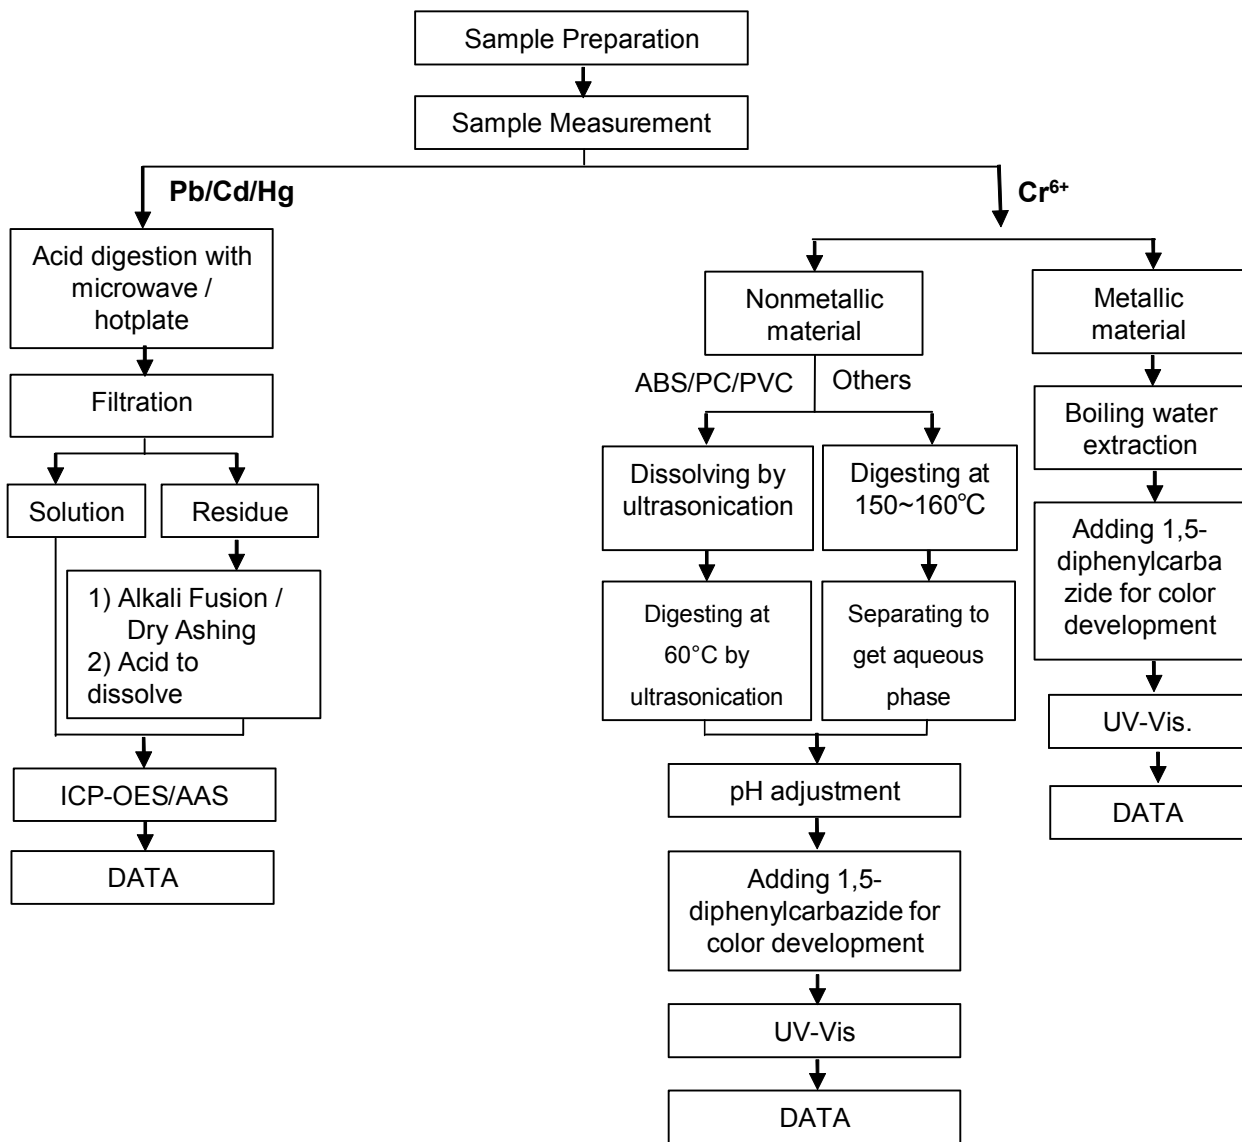 Sample Preparation
Sample Measurement
Pb/Cd/Hg
Cr⁶⁺
Acid digestion with
microwave /
hotplate
Filtration
Solution
Residue
1) Alkali Fusion /
Dry Ashing
2) Acid to
dissolve
ICP-OES/AAS
DATA
Nonmetallic
material
ABS/PC/PVC
Others
Dissolving by
ultrasonication
Digesting at
150~160℃
Digesting at
60°C by
ultrasonication
Separating to
get aqueous
phase
pH adjustment
Adding 1,5-
diphenylcarbazide for
color development
UV-Vis
DATA
Metallic
material
Boiling water
extraction
Adding 1,5-
diphenylcarba
zide for color
development
UV-Vis.
DATA